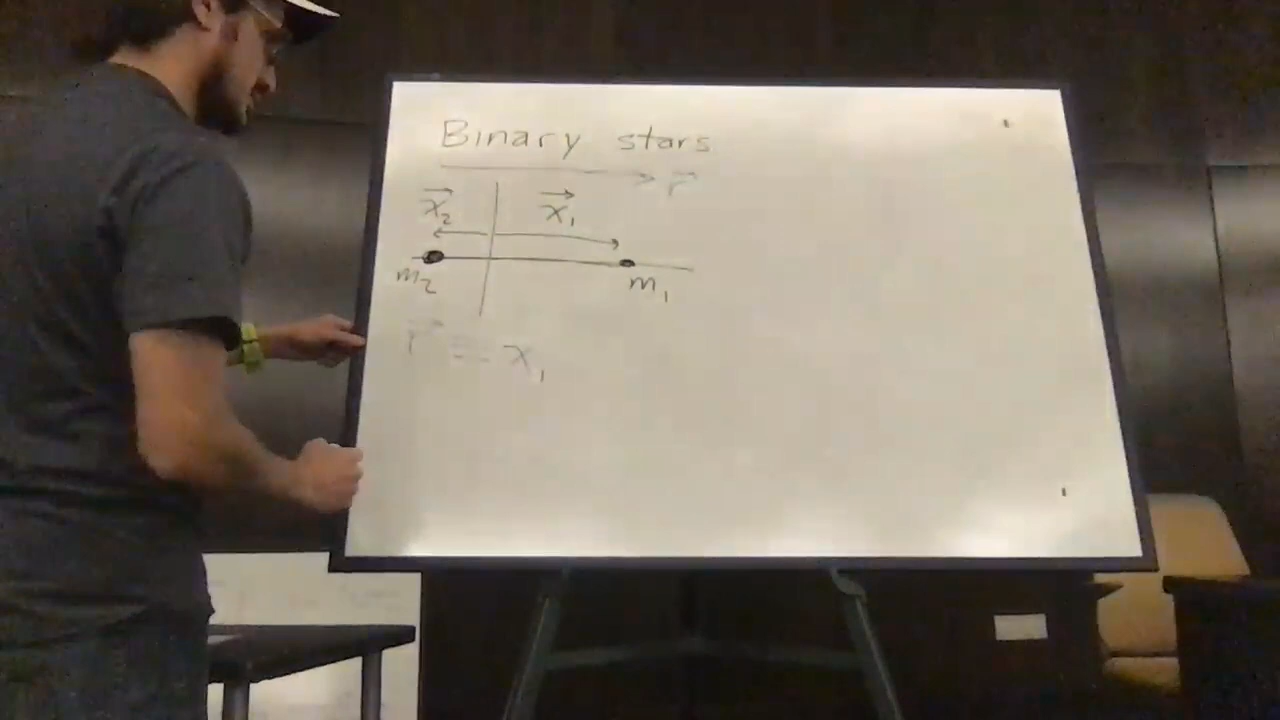 Binary stars
r⃗
x⃗₂ x⃗₁
m₂ m₁
r⃗ = x₁